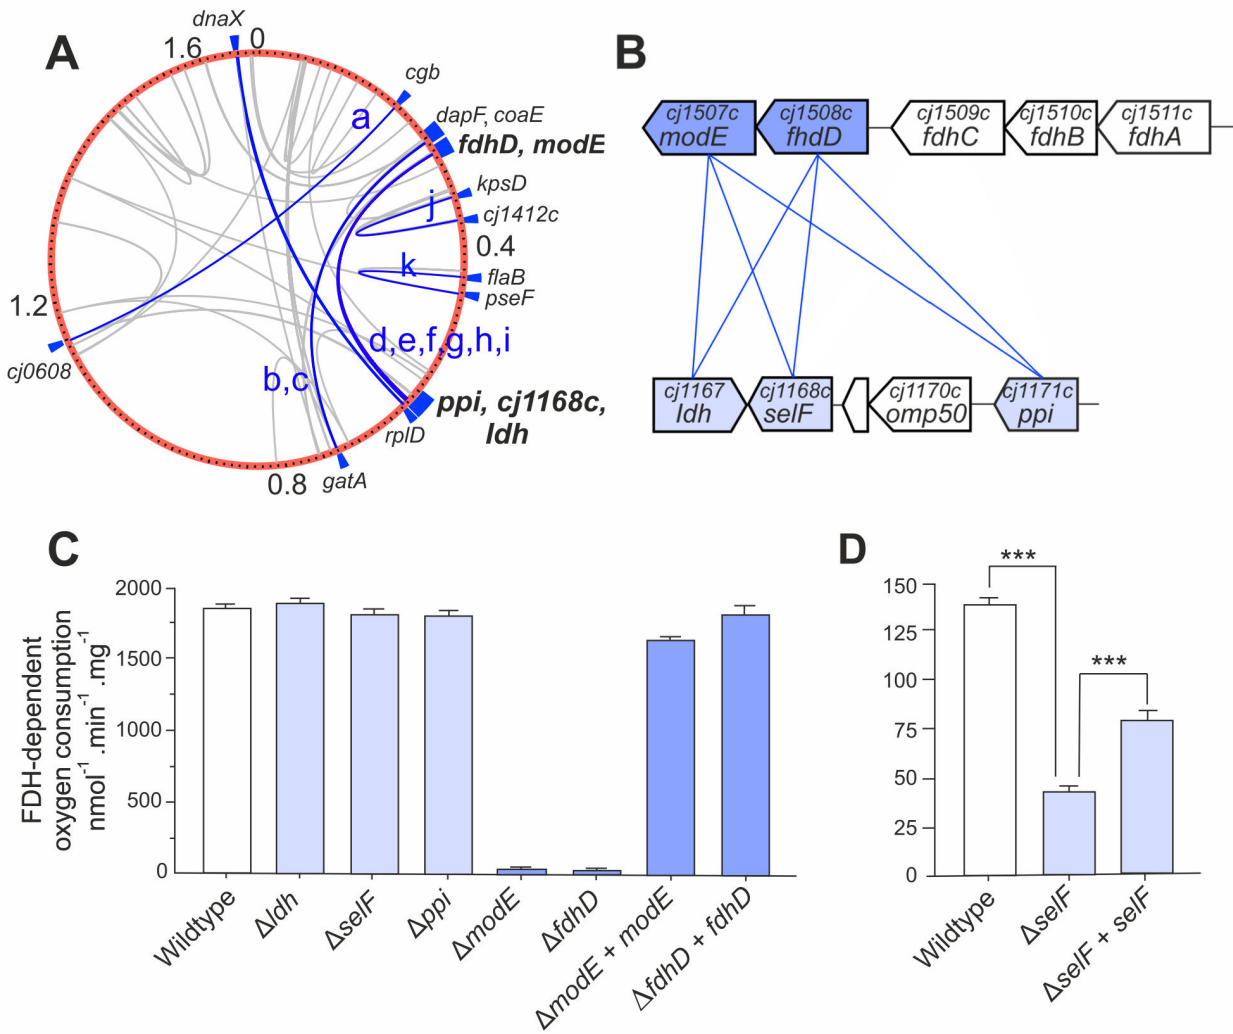 A
dnaX
0
1.6
cgb
a
dapF, coaE
fdhD, modE
kpsD
j
cj1412c
0.4
k
flaB
pseF
1.2
cj0608
d,e,f,g,h,i
b,c
ppi, cj1168c,
ldh
rplD
0.8
gatA
B
cj1507c
modE
cj1508c
fhdD
cj1509c
fdhC
cj1510c
fdhB
cj1511c
fdhA
cj1167
ldh
cj1168c
selF
cj1170c
omp50
cj1171c
ppi
C
FDH-dependent
oxygen consumption
nmol-1 .min-1 .mg-1
2000
1500
1000
500
0
Wildtype
Δldh
ΔselF
Δppi
ΔmodE
ΔfdhD
ΔmodE + modE
ΔfdhD + fdhD
D
***
***
150
125
100
75
50
25
0
Wildtype
ΔselF
ΔselF + selF